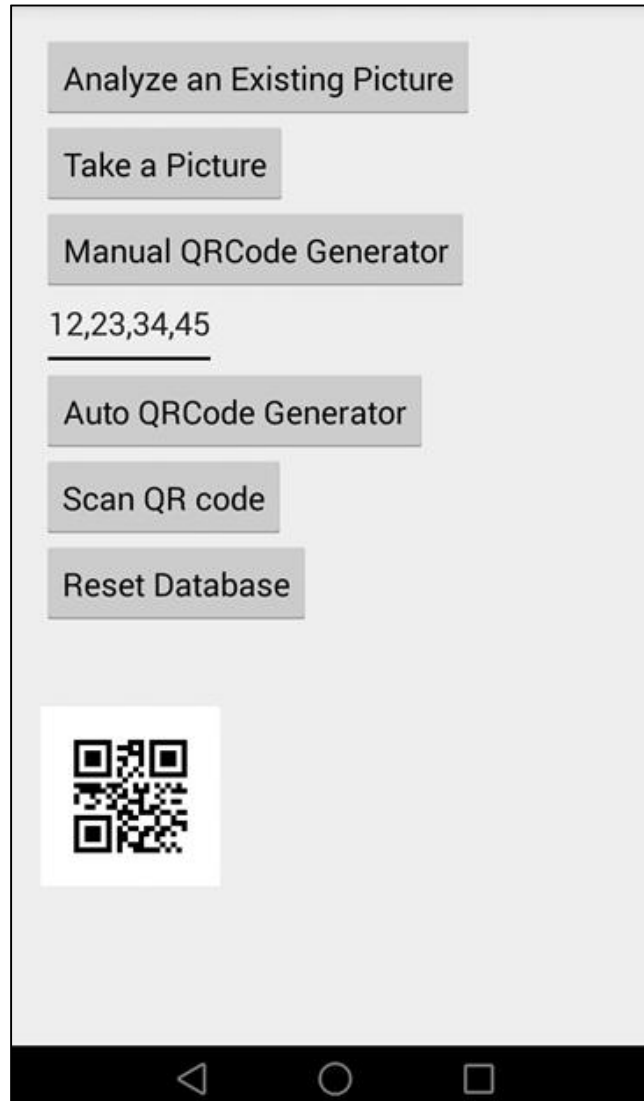 Analyze an Existing Picture
Take a Picture
Manual QRCode Generator
12,23,34,45
Auto QRCode Generator
Scan QR code
Reset Database